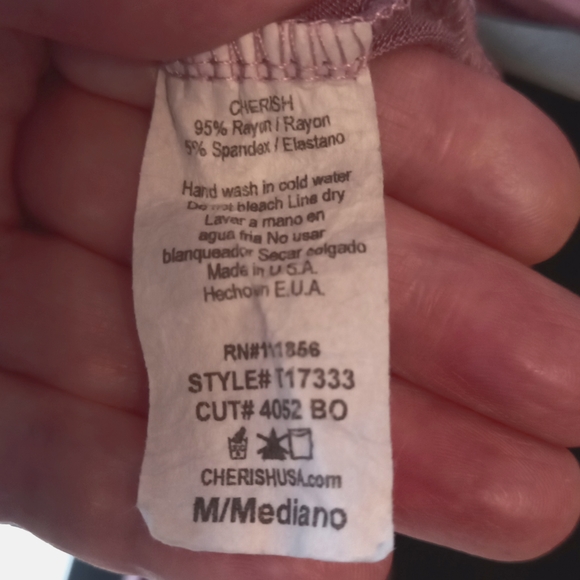 CHERISH
95% Rayon / Rayon
5% Spandex / Elastano
Hand wash in cold water
Do not bleach Line dry
Lavar a mano en
agua fria No usar
blanqueador Secar colgado
Made in U.S.A.
Hecho en E.U.A.
RN#111856
STYLE# T17333
CUT# 4052 BO
CHERISHUSA.com
M/Mediano